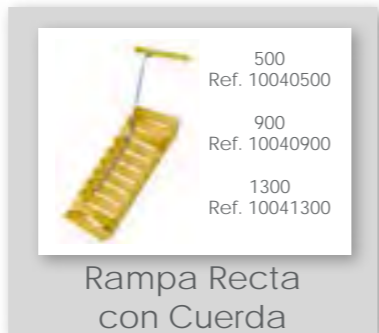 500
Ref. 10040500
900
Ref. 10040900
1300
Ref. 10041300
Rampa Recta
con Cuerda